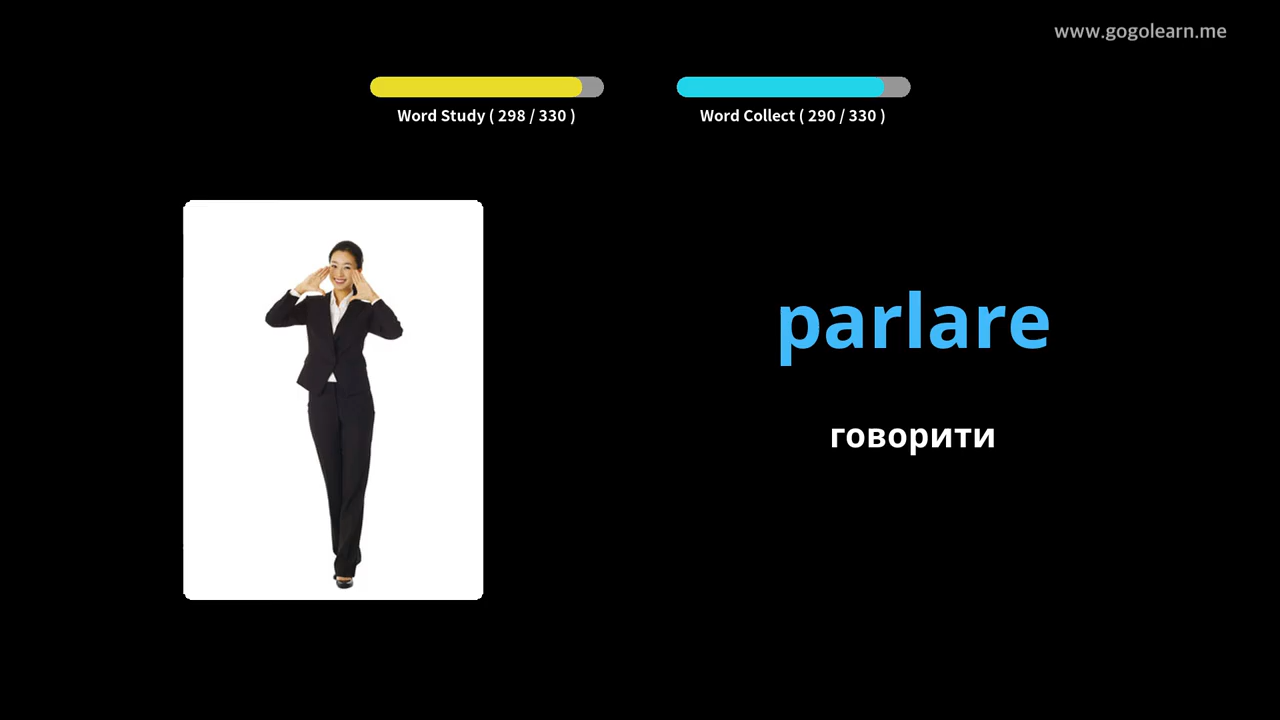 www.gogolearn.me
Word Study ( 298 / 330 )
Word Collect ( 290 / 330 )
parlare
говорити